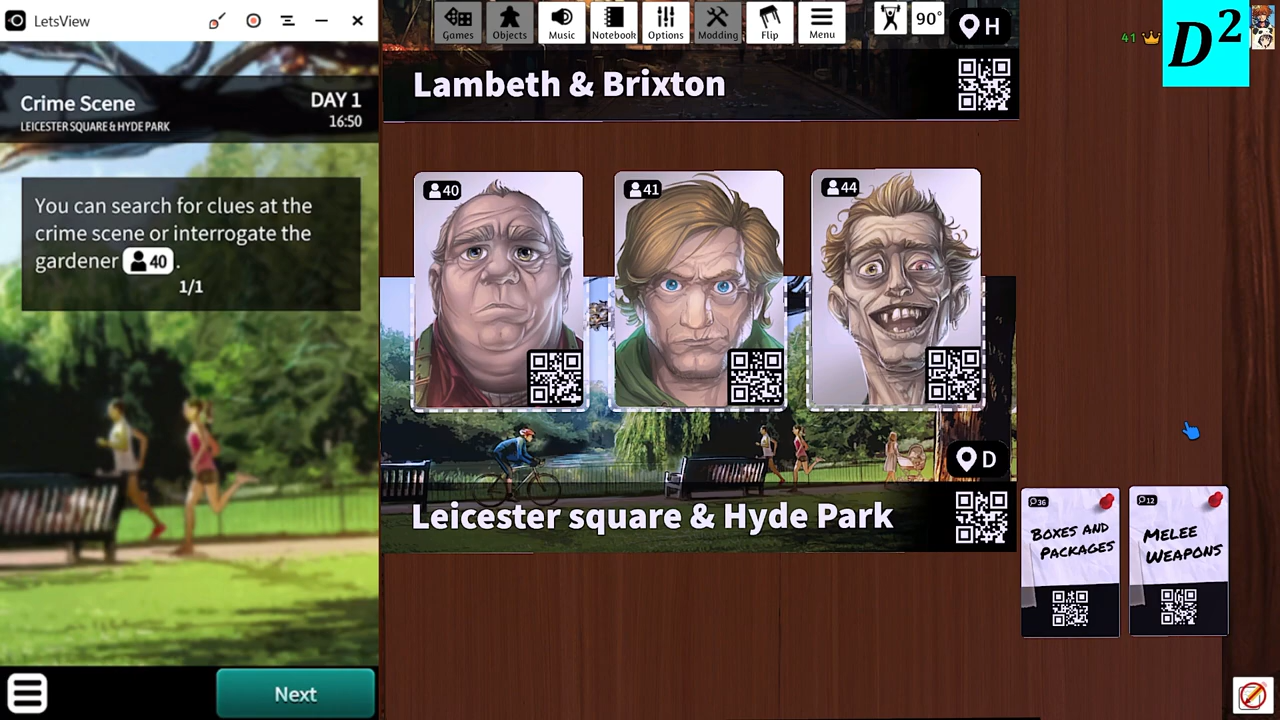 LetsView
Crime Scene
LEICESTER SQUARE & HYDE PARK
DAY 1
16:50
You can search for clues at the
crime scene or interrogate the
gardener 40 .
1/1
Next
Games
Objects
Music
Notebook
Options
Modding
Flip
Menu
90°
H
41
D²
Lambeth & Brixton
40
41
44
D
Leicester square & Hyde Park
36
BOXES AND
PACKAGES
12
MELEE
WEAPONS